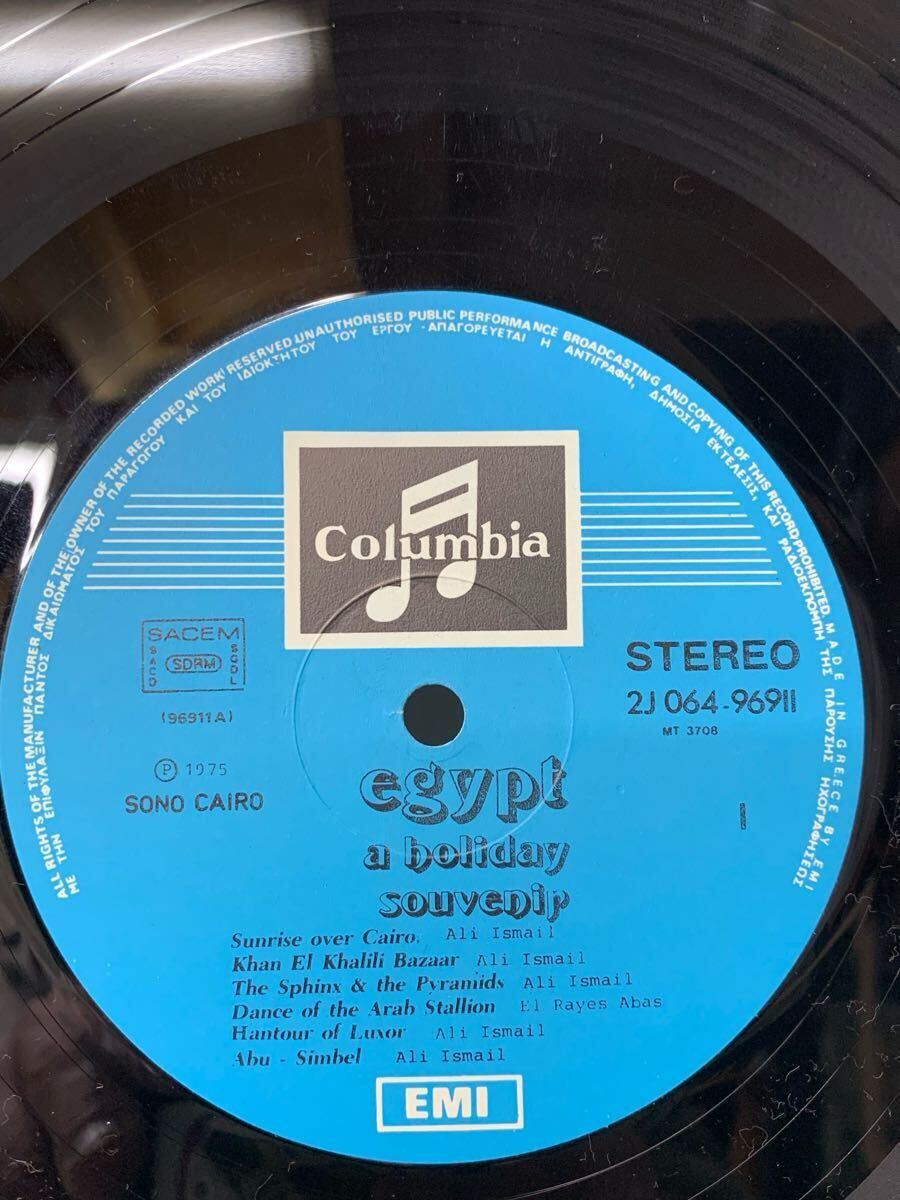 ALL RIGHTS OF THE MANUFACTURER AND OF THE OWNER OF THE RECORDED WORK RESERVED.UNAUTHORISED PUBLIC PERFORMANCE BROADCASTING AND COPYING OF THIS RECORD PROHIBITED. MADE IN GREECE BY EMI
ΜΕ ΤΗΝ ΕΠΙΦΥΛΑΞΙΝ ΠΑΝΤΟΣ ΔΙΚΑΙΩΜΑΤΟΣ ΤΟΥ ΠΑΡΑΓΩΓΟΥ ΚΑΙ ΤΟΥ ΙΔΙΟΚΤΗΤΟΥ ΤΟΥ ΕΡΓΟΥ - ΑΠΑΓΟΡΕΥΕΤΑΙ Η ΑΝΤΙΓΡΑΦΗ, ΔΗΜΟΣΙΑ ΕΚΤΕΛΕΣΙΣ, ΚΑΙ ΡΑΔΙΟΕΚΠΟΜΠΗ ΤΗΣ ΠΑΡΟΥΣΗΣ ΗΧΟΓΡΑΦΗΣΕΩΣ
Columbia
SACEM
SACD
SDRM
SGDL
(96911A)
Ⓟ 1975
SONO CAIRO
STEREO
2J 064-96911
MT 3708
I
egypt
a holiday
souvenir
Sunrise over Cairo. Ali Ismail
Khan El Khalili Bazaar Ali Ismail
The Sphinx & the Pyramids Ali Ismail
Dance of the Arab Stallion El Rayes Abas
Hantour of Luxor Ali Ismail
Abu - Simbel Ali Ismail
EMI